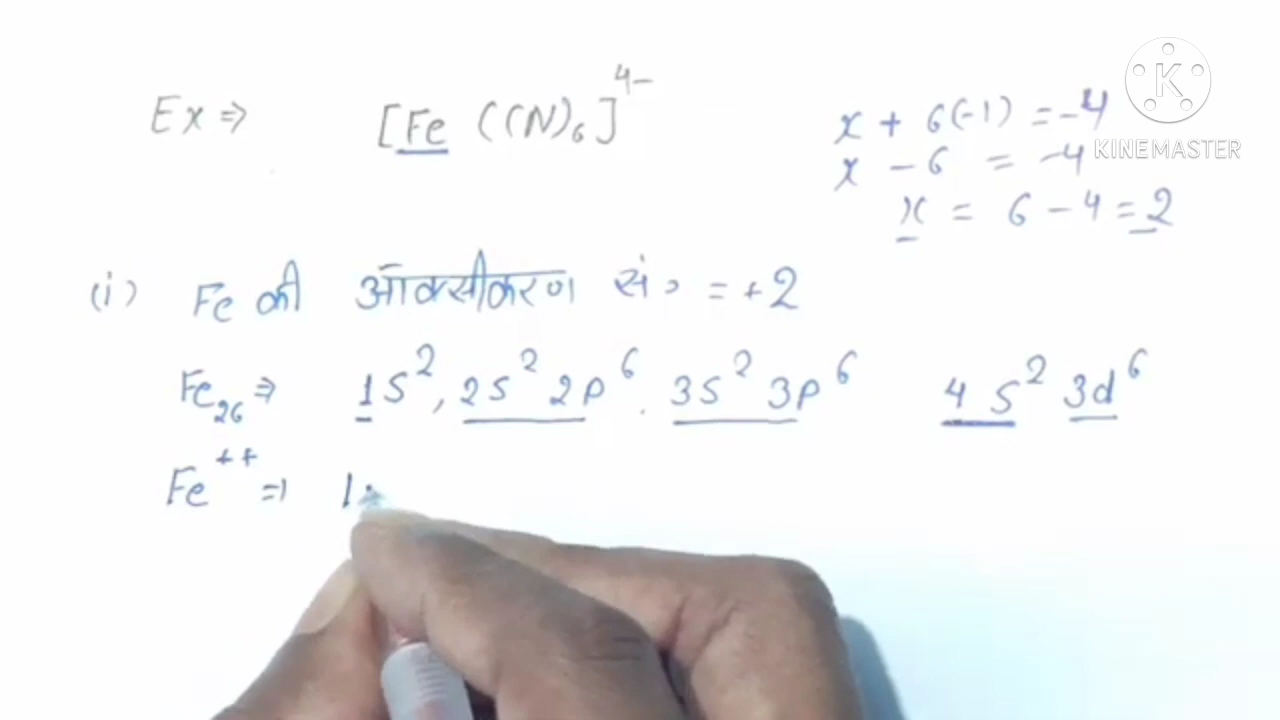 Ex ⇒ [Fe (CN)₆]⁴⁻
x + 6(-1) = -4
x - 6 = -4
x = 6 - 4 = 2
K
KINEMASTER
(i) Fe की ऑक्सीकरण सं० = +2
Fe₂₆ ⇒ 1s², 2s² 2p⁶. 3s² 3p⁶ 4s² 3d⁶
Fe⁺⁺ ⇒ 1